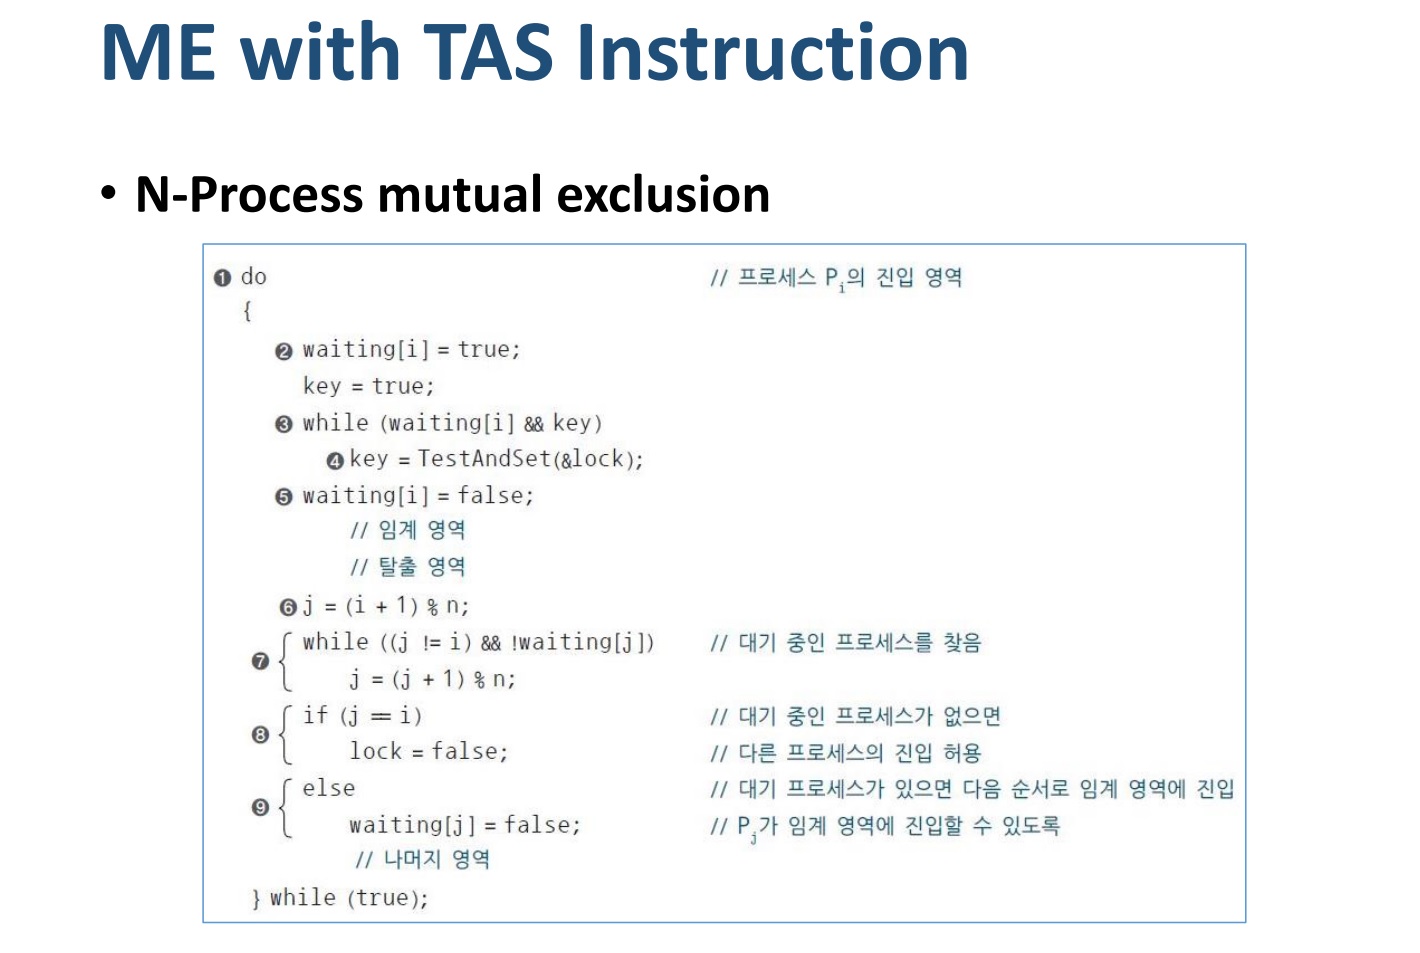 ME with TAS Instruction
• N-Process mutual exclusion
❶ do // 프로세스 Pi의 진입 영역
{
❷ waiting[i] = true;
key = true;
❸ while (waiting[i] && key)
❹ key = TestAndSet(&lock);
❺ waiting[i] = false;
// 임계 영역
// 탈출 영역
❻ j = (i + 1) % n;
❼ while ((j != i) && !waiting[j]) // 대기 중인 프로세스를 찾음
j = (j + 1) % n;
❽ if (j == i) // 대기 중인 프로세스가 없으면
lock = false; // 다른 프로세스의 진입 허용
❾ else // 대기 프로세스가 있으면 다음 순서로 임계 영역에 진입
waiting[j] = false; // Pj가 임계 영역에 진입할 수 있도록
// 나머지 영역
} while (true);